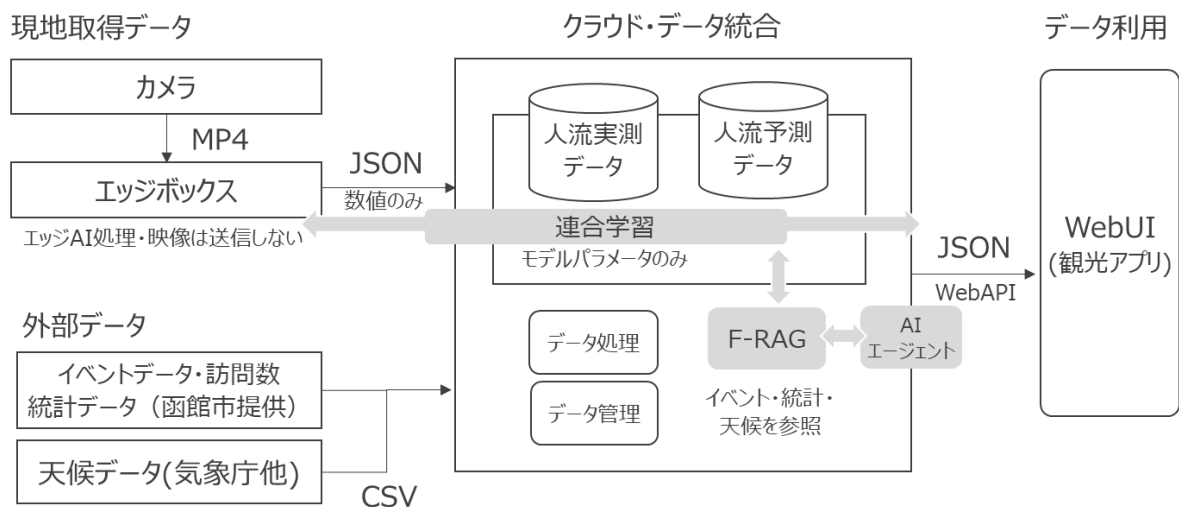 現地取得データ
カメラ
MP4
エッジボックス
エッジAI処理・映像は送信しない
JSON
数値のみ
外部データ
イベントデータ・訪問数
統計データ（函館市提供）
天候データ(気象庁他)
CSV
クラウド・データ統合
人流実測
データ
人流予測
データ
連合学習
モデルパラメータのみ
データ処理
データ管理
F-RAG
イベント・統計・
天候を参照
AI
エージェント
JSON
WebAPI
データ利用
WebUI
(観光アプリ)